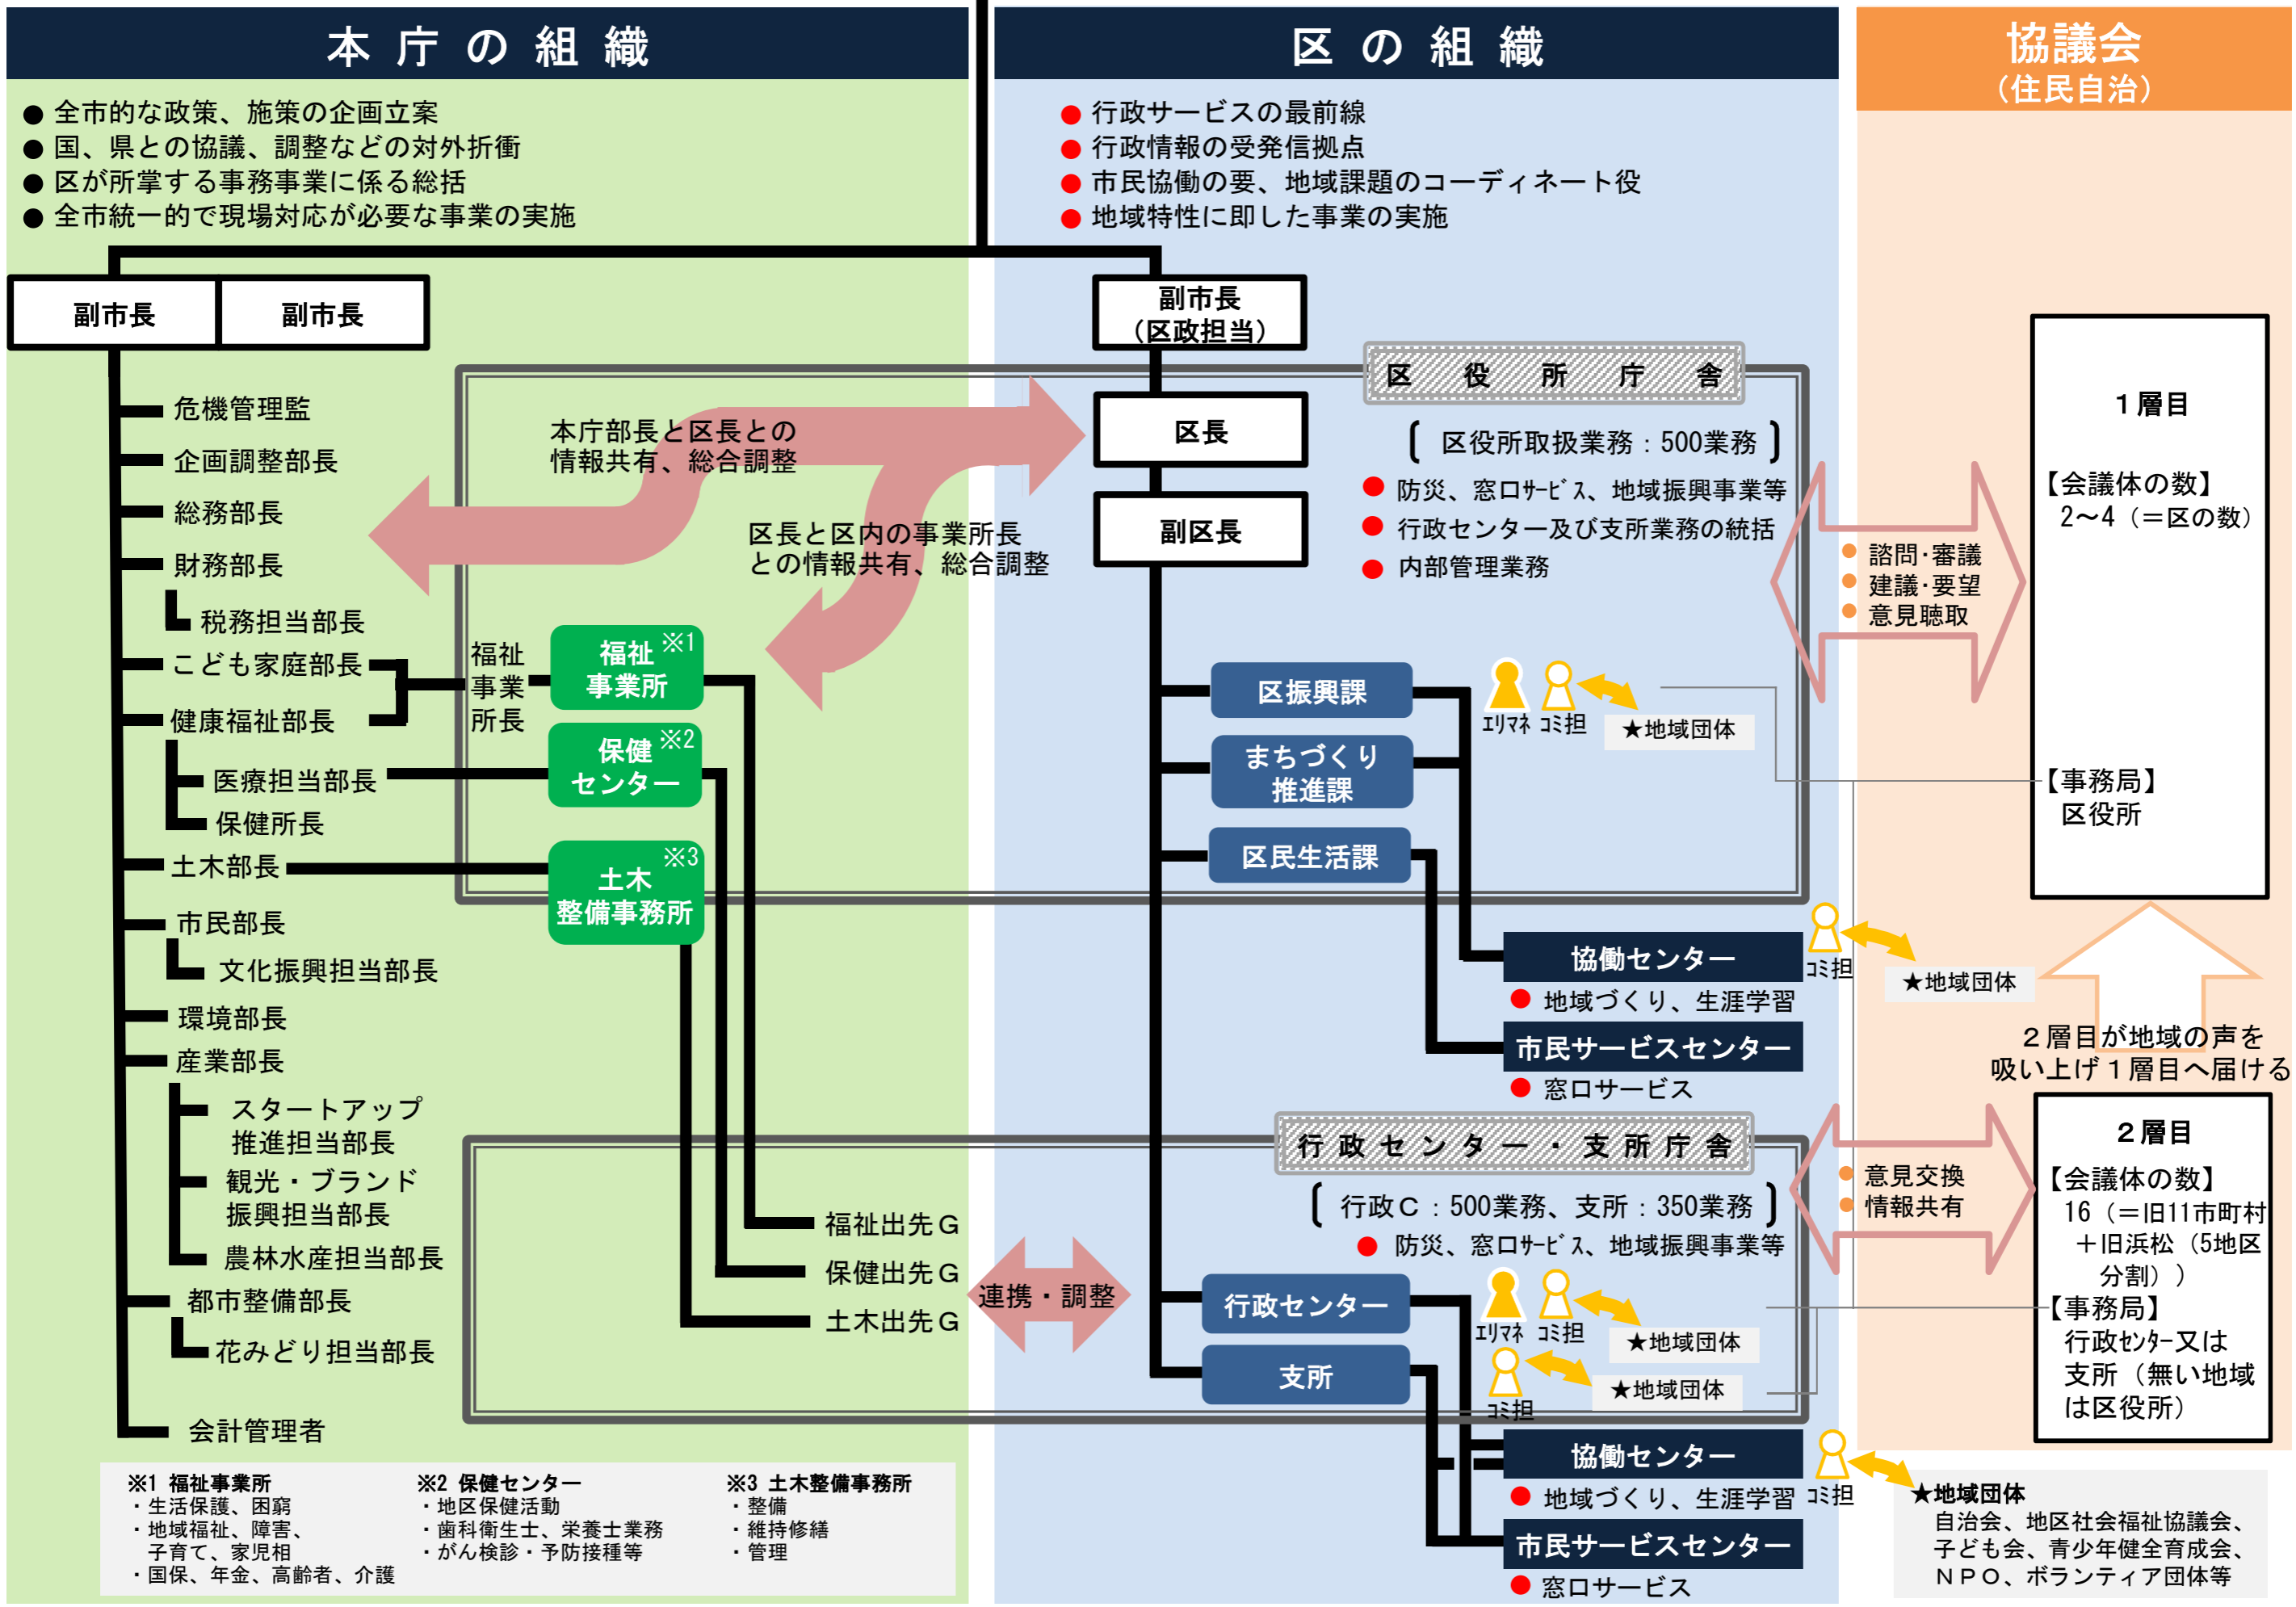 本庁の組織
● 全市的な政策、施策の企画立案
● 国、県との協議、調整などの対外折衝
● 区が所掌する事務事業に係る総括
● 全市統一的で現場対応が必要な事業の実施
副市長
副市長
危機管理監
企画調整部長
総務部長
財務部長
税務担当部長
こども家庭部長
健康福祉部長
医療担当部長
保健所長
土木部長
市民部長
文化振興担当部長
環境部長
産業部長
スタートアップ
推進担当部長
観光・ブランド
振興担当部長
農林水産担当部長
都市整備部長
花みどり担当部長
会計管理者
本庁部長と区長との
情報共有、総合調整
区長と区内の事業所長
との情報共有、総合調整
福祉
事業
所長
福祉※1
事業所
保健※2
センター
※3
土木
整備事務所
福祉出先G
保健出先G
土木出先G
連携・調整
※1 福祉事業所
・生活保護、困窮
・地域福祉、障害、
子育て、家児相
・国保、年金、高齢者、介護
※2 保健センター
・地区保健活動
・歯科衛生士、栄養士業務
・がん検診・予防接種等
※3 土木整備事務所
・整備
・維持修繕
・管理
区の組織
● 行政サービスの最前線
● 行政情報の受発信拠点
● 市民協働の要、地域課題のコーディネート役
● 地域特性に即した事業の実施
副市長
（区政担当）
区長
副区長
区役所庁舎
〔 区役所取扱業務：500業務 〕
● 防災、窓口ｻｰﾋﾞｽ、地域振興事業等
● 行政センター及び支所業務の統括
● 内部管理業務
区振興課
まちづくり
推進課
区民生活課
ｴﾘﾏﾈ ｺﾐ担
★地域団体
協働センター
● 地域づくり、生涯学習
ｺﾐ担
★地域団体
市民サービスセンター
● 窓口サービス
行政センター・支所庁舎
〔 行政Ｃ：500業務、支所：350業務 〕
● 防災、窓口ｻｰﾋﾞｽ、地域振興事業等
行政センター
ｴﾘﾏﾈ ｺﾐ担
★地域団体
支所
ｺﾐ担
★地域団体
協働センター
● 地域づくり、生涯学習
ｺﾐ担
市民サービスセンター
● 窓口サービス
協議会
（住民自治）
● 諮問･審議
● 建議･要望
● 意見聴取
１層目
【会議体の数】
2～4（＝区の数）
【事務局】
区役所
２層目が地域の声を
吸い上げ１層目へ届ける
● 意見交換
● 情報共有
２層目
【会議体の数】
16（＝旧11市町村
＋旧浜松（5地区
分割））
【事務局】
行政ｾﾝﾀｰ又は
支所（無い地域
は区役所）
★地域団体
自治会、地区社会福祉協議会、
子ども会、青少年健全育成会、
ＮＰＯ、ボランティア団体等